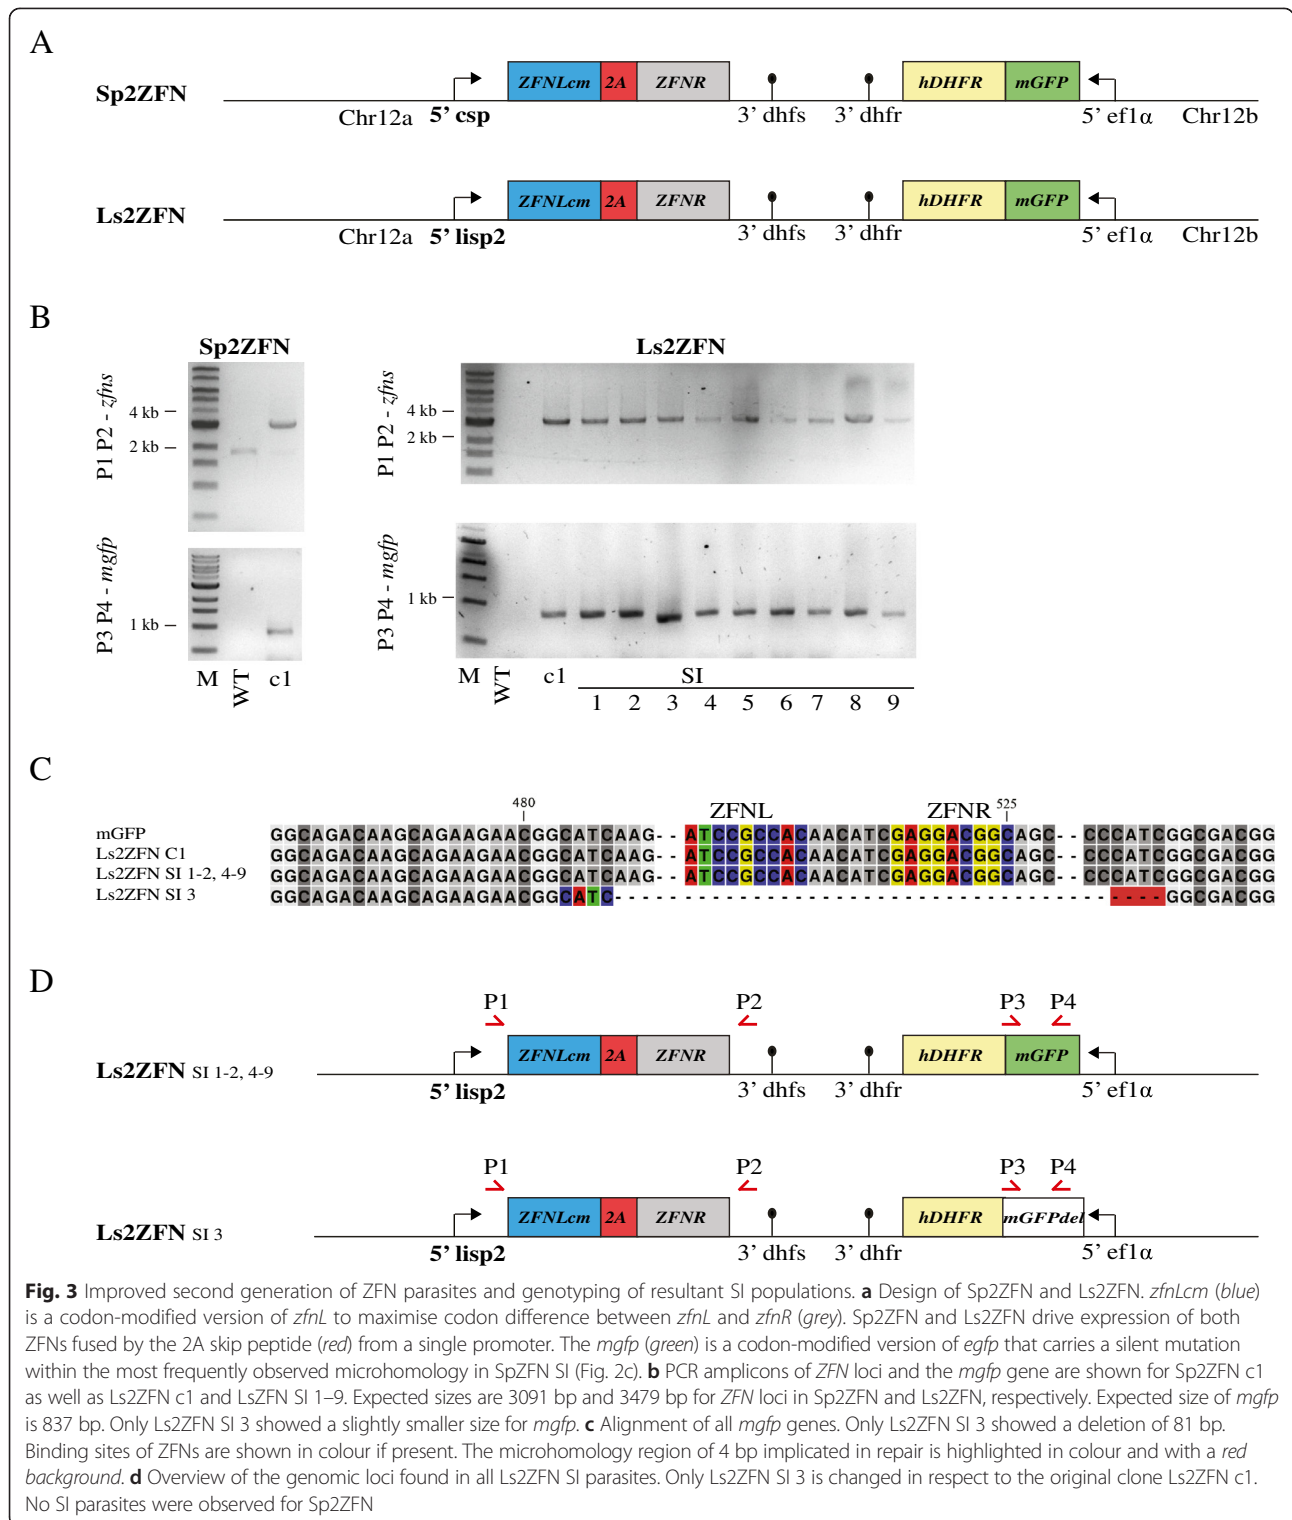 A
Sp2ZFN
ZFNLcm 2A ZFNR hDHFR mGFP
Chr12a 5' csp 3' dhfs 3' dhfr 5' ef1α Chr12b
Ls2ZFN
ZFNLcm 2A ZFNR hDHFR mGFP
Chr12a 5' lisp2 3' dhfs 3' dhfr 5' ef1α Chr12b
B
Sp2ZFN
P1 P2 - zfns
4 kb
2 kb
P3 P4 - mgfp
1 kb
M WT c1
Ls2ZFN
P1 P2 - zfns
4 kb
2 kb
P3 P4 - mgfp
1 kb
M WT c1 SI
1 2 3 4 5 6 7 8 9
C
480 ZFNL ZFNR 525
mGFP GGCAGACAAGCAGAAGAACGGCATCAAG--ATCCGCCACAACATCGAGGACGGCAGC--CCCATCGGCGACGG
Ls2ZFN C1 GGCAGACAAGCAGAAGAACGGCATCAAG--ATCCGCCACAACATCGAGGACGGCAGC--CCCATCGGCGACGG
Ls2ZFN SI 1-2, 4-9 GGCAGACAAGCAGAAGAACGGCATCAAG--ATCCGCCACAACATCGAGGACGGCAGC--CCCATCGGCGACGG
Ls2ZFN SI 3 GGCAGACAAGCAGAAGAACGGCATC----------------------------------------GGCGACGG
D
P1 P2 P3 P4
Ls2ZFN SI 1-2, 4-9
ZFNLcm 2A ZFNR hDHFR mGFP
5' lisp2 3' dhfs 3' dhfr 5' ef1α
P1 P2 P3 P4
Ls2ZFN SI 3
ZFNLcm 2A ZFNR hDHFR mGFPdel
5' lisp2 3' dhfs 3' dhfr 5' ef1α
Fig. 3 Improved second generation of ZFN parasites and genotyping of resultant SI populations. a Design of Sp2ZFN and Ls2ZFN. zfnLcm (blue)
is a codon-modified version of zfnL to maximise codon difference between zfnL and zfnR (grey). Sp2ZFN and Ls2ZFN drive expression of both
ZFNs fused by the 2A skip peptide (red) from a single promoter. The mgfp (green) is a codon-modified version of egfp that carries a silent mutation
within the most frequently observed microhomology in SpZFN SI (Fig. 2c). b PCR amplicons of ZFN loci and the mgfp gene are shown for Sp2ZFN c1
as well as Ls2ZFN c1 and LsZFN SI 1–9. Expected sizes are 3091 bp and 3479 bp for ZFN loci in Sp2ZFN and Ls2ZFN, respectively. Expected size of mgfp
is 837 bp. Only Ls2ZFN SI 3 showed a slightly smaller size for mgfp. c Alignment of all mgfp genes. Only Ls2ZFN SI 3 showed a deletion of 81 bp.
Binding sites of ZFNs are shown in colour if present. The microhomology region of 4 bp implicated in repair is highlighted in colour and with a red
background. d Overview of the genomic loci found in all Ls2ZFN SI parasites. Only Ls2ZFN SI 3 is changed in respect to the original clone Ls2ZFN c1.
No SI parasites were observed for Sp2ZFN